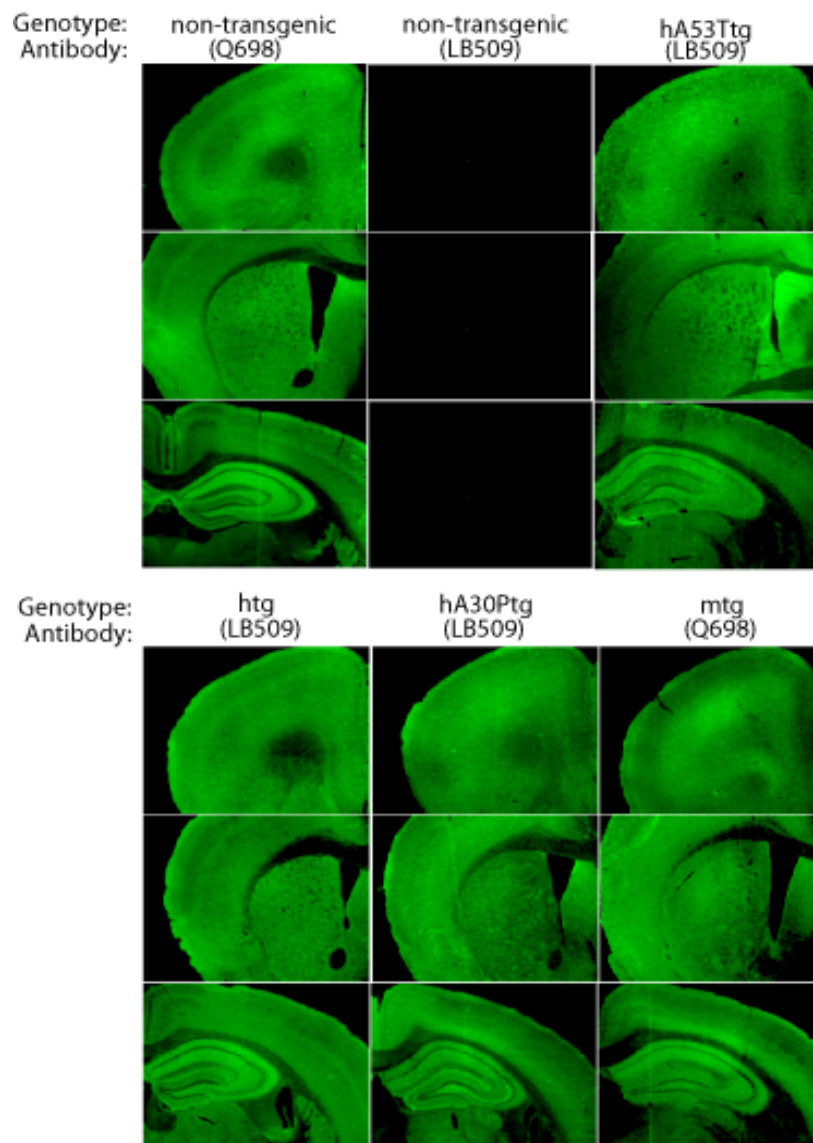 Genotype: non-transgenic non-transgenic hA53Ttg
Antibody: (Q698) (LB509) (LB509)
Genotype: htg hA30Ptg mtg
Antibody: (LB509) (LB509) (Q698)